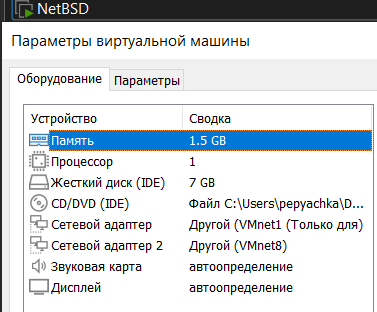 NetBSD
Параметры виртуальной машины
Оборудование Параметры
Устройство Сводка
Память 1.5 GB
Процессор 1
Жесткий диск (IDE) 7 GB
CD/DVD (IDE) Файл C:\Users\pepyachka\D...
Сетевой адаптер Другой (VMnet1 (Только для)
Сетевой адаптер 2 Другой (VMnet8)
Звуковая карта автоопределение
Дисплей автоопределение